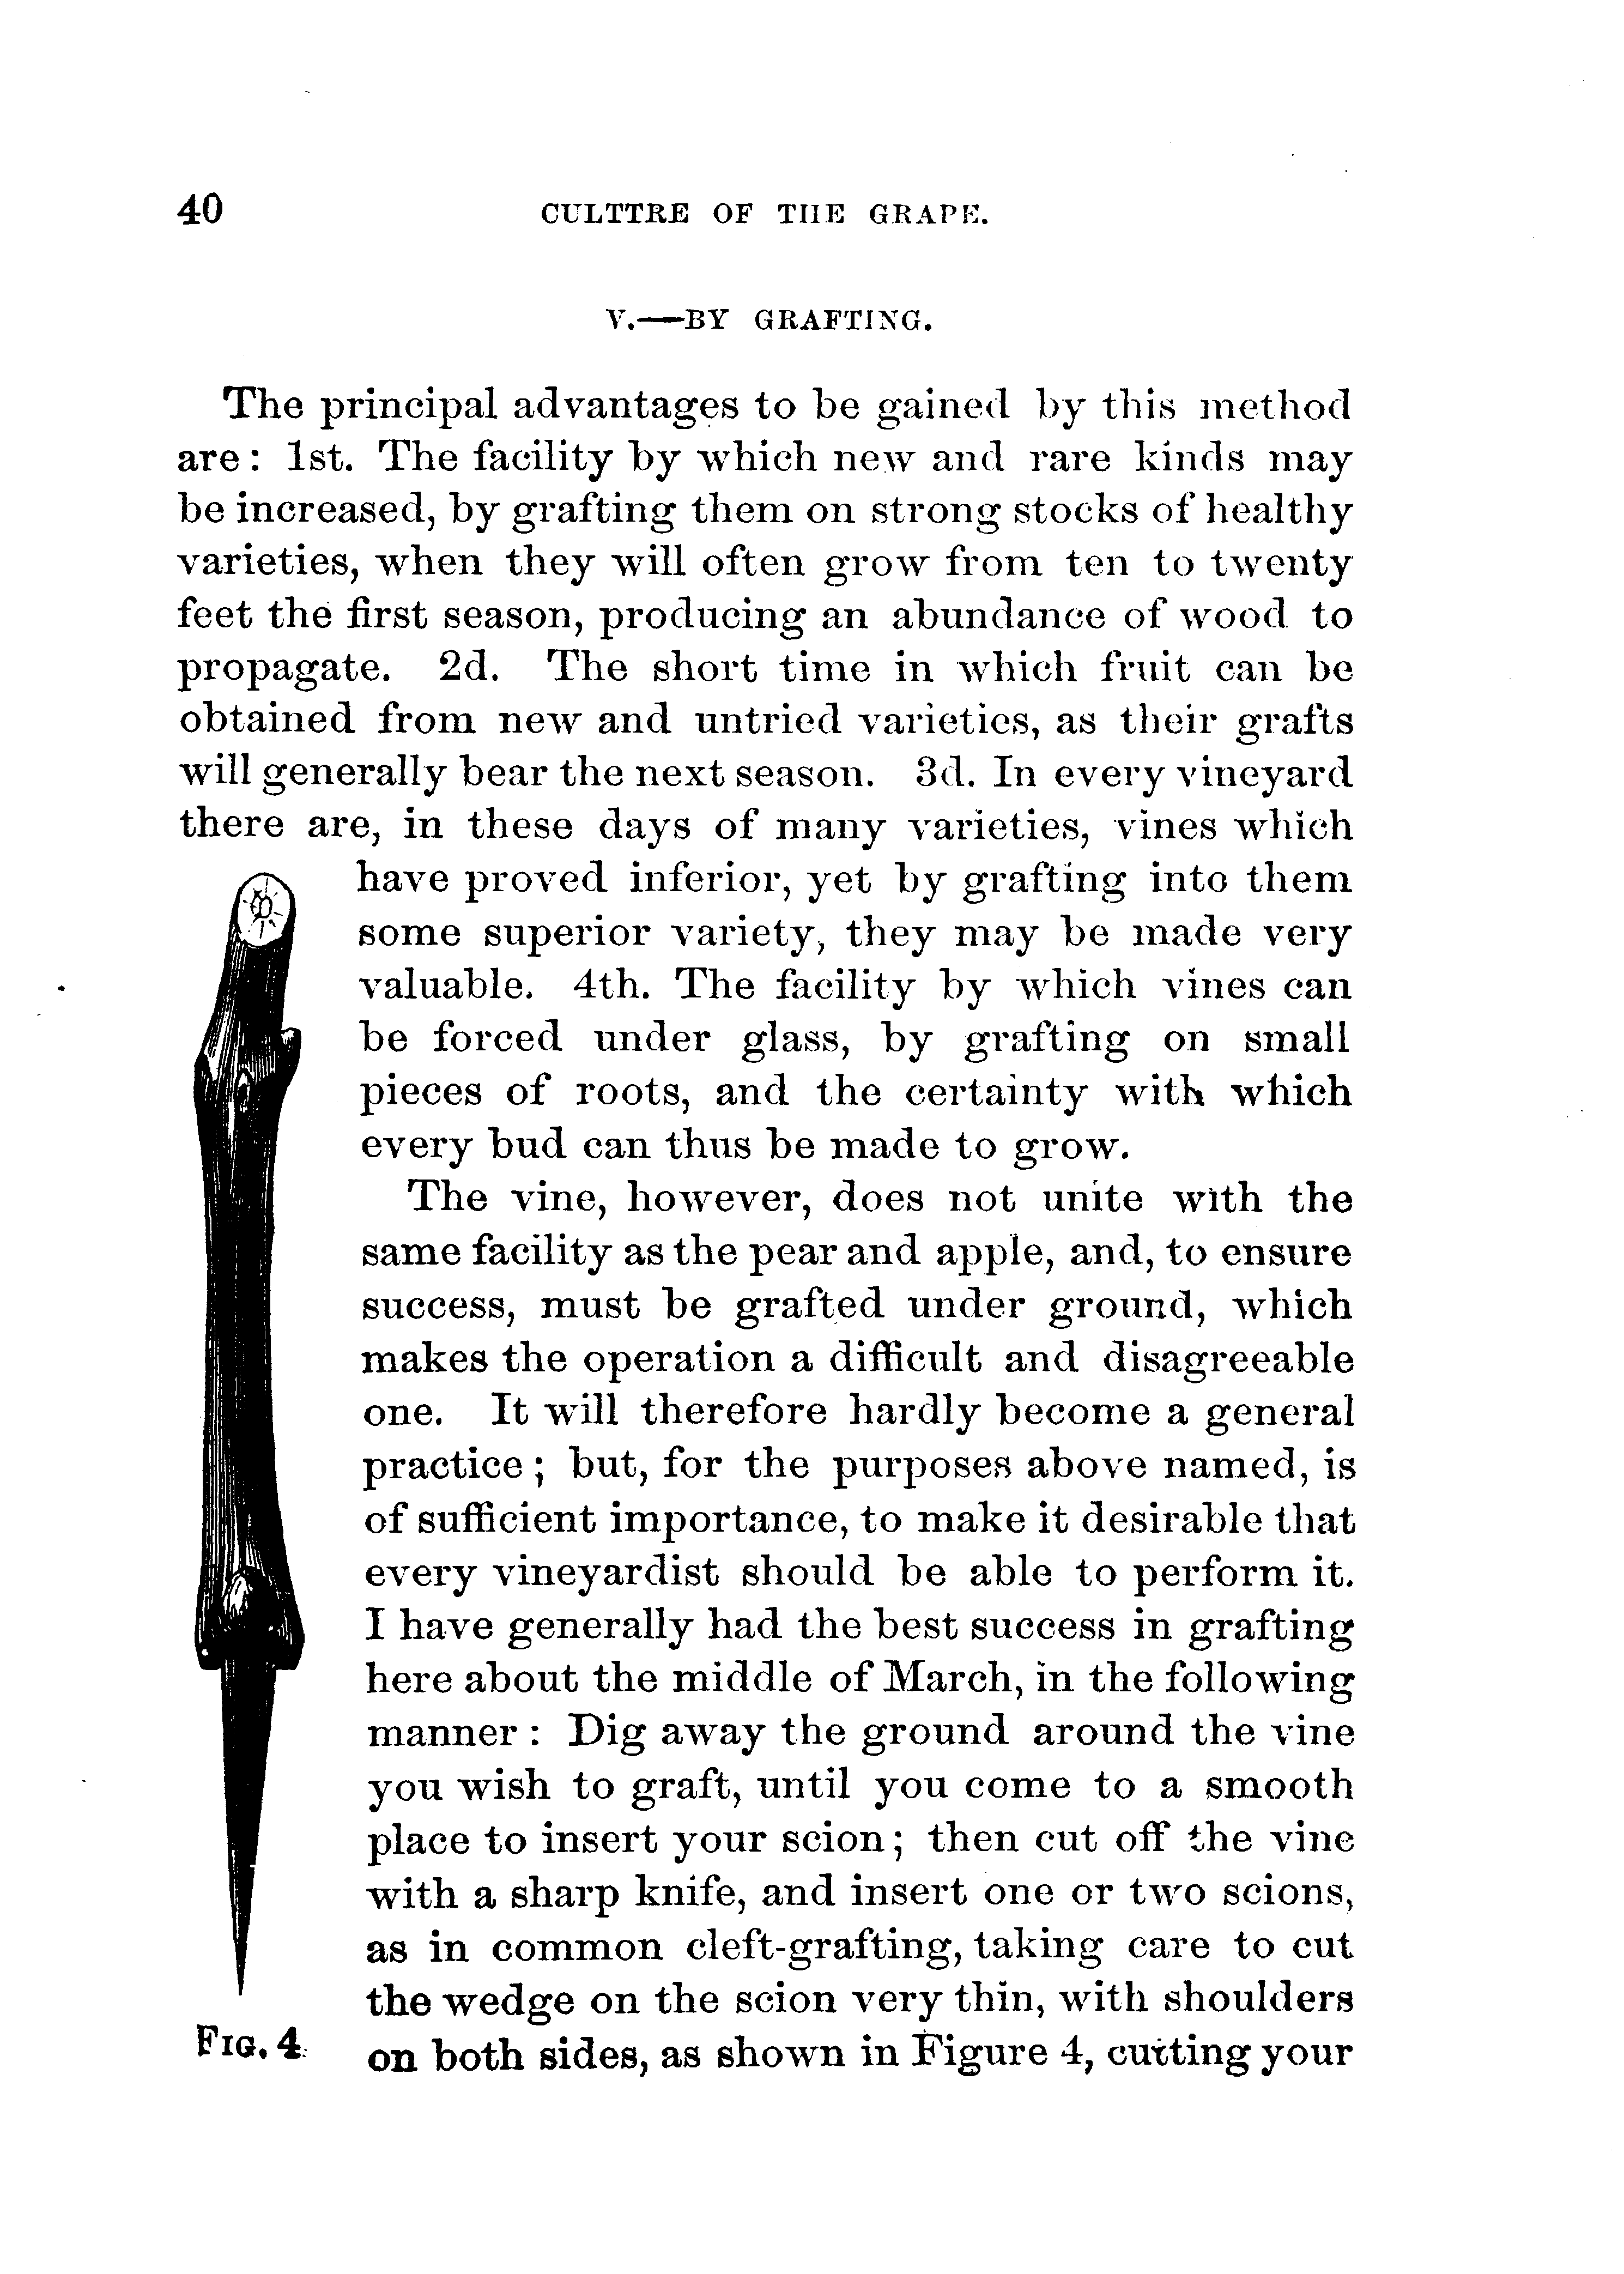 40 CULTTRE OF THE GRAPE.
V.—BY GRAFTING.
The principal advantages to be gained by this method
are: 1st. The facility by which new and rare kinds may
be increased, by grafting them on strong stocks of healthy
varieties, when they will often grow from ten to twenty
feet the first season, producing an abundance of wood to
propagate. 2d. The short time in which fruit can be
obtained from new and untried varieties, as their grafts
will generally bear the next season. 3d. In every vineyard
there are, in these days of many varieties, vines which
have proved inferior, yet by grafting into them
some superior variety, they may be made very
valuable. 4th. The facility by which vines can
be forced under glass, by grafting on small
pieces of roots, and the certainty with which
every bud can thus be made to grow.
The vine, however, does not unite with the
same facility as the pear and apple, and, to ensure
success, must be grafted under ground, which
makes the operation a difficult and disagreeable
one. It will therefore hardly become a general
practice; but, for the purposes above named, is
of sufficient importance, to make it desirable that
every vineyardist should be able to perform it.
I have generally had the best success in grafting
here about the middle of March, in the following
manner: Dig away the ground around the vine
you wish to graft, until you come to a smooth
place to insert your scion; then cut off the vine
with a sharp knife, and insert one or two scions,
as in common cleft-grafting, taking care to cut
the wedge on the scion very thin, with shoulders
on both sides, as shown in Figure 4, cutting your
FIG. 4.